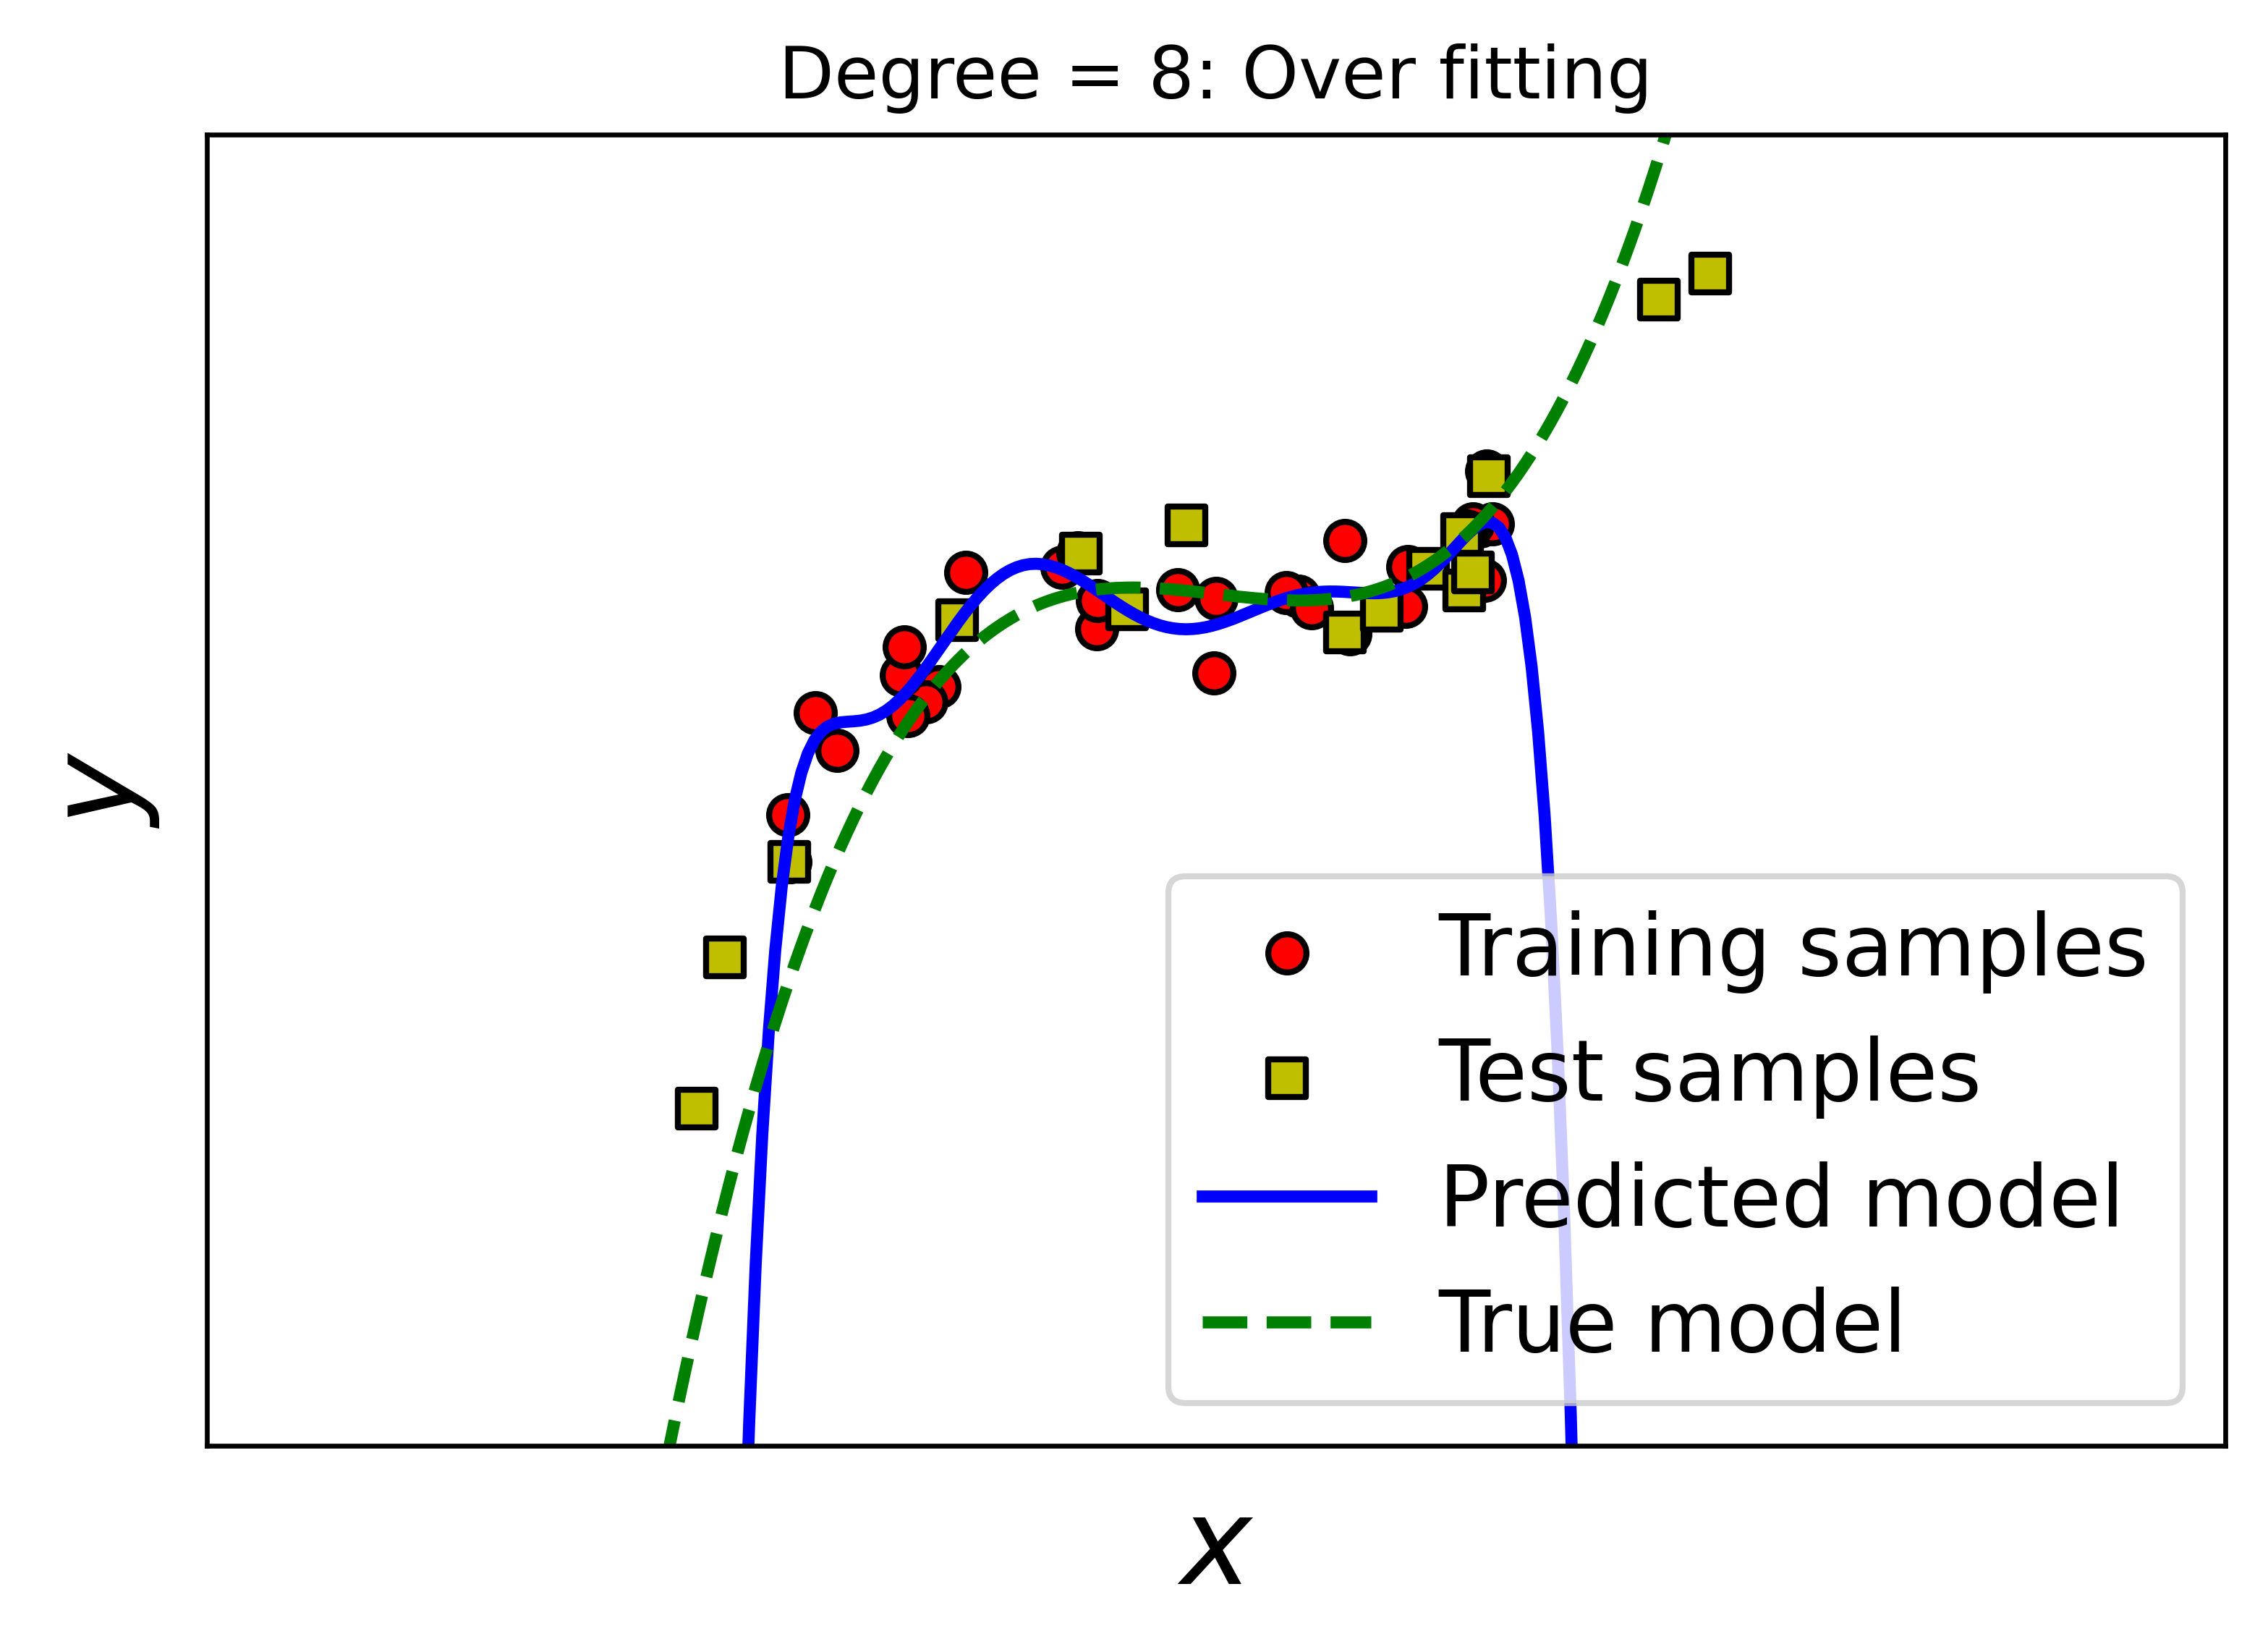 Degree = 8: Over fitting
y
Training samples
Test samples
Predicted model
True model
x